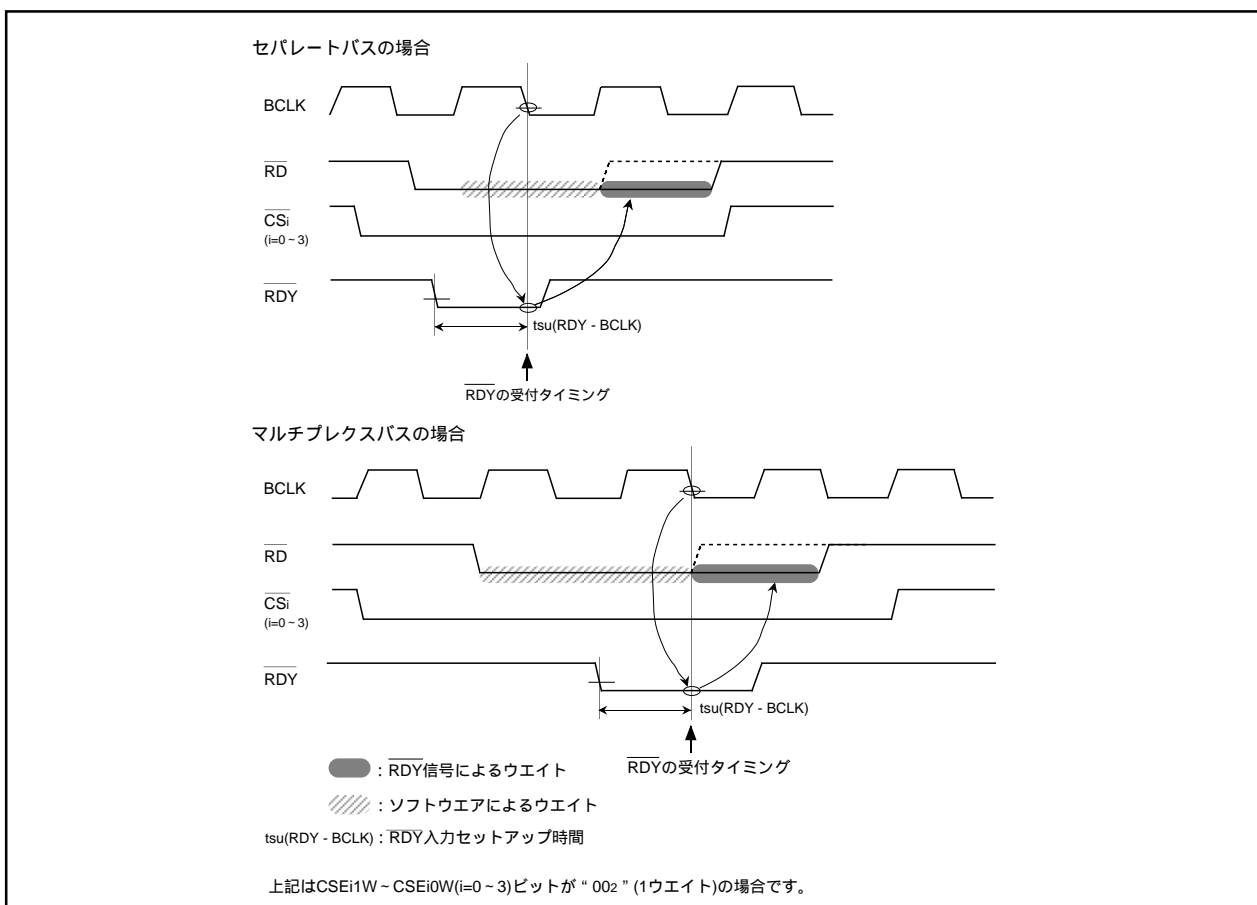 セパレートバスの場合
BCLK
RD
CSi
(i=0~3)
RDY
tsu(RDY - BCLK)
RDYの受付タイミング
マルチプレクスバスの場合
BCLK
RD
CSi
(i=0~3)
RDY
tsu(RDY - BCLK)
RDYの受付タイミング
: RDY信号によるウエイト
: ソフトウエアによるウエイト
tsu(RDY - BCLK) : RDY入力セットアップ時間
上記はCSEi1W~CSEi0W(i=0~3)ビットが“002”(1ウエイト)の場合です。